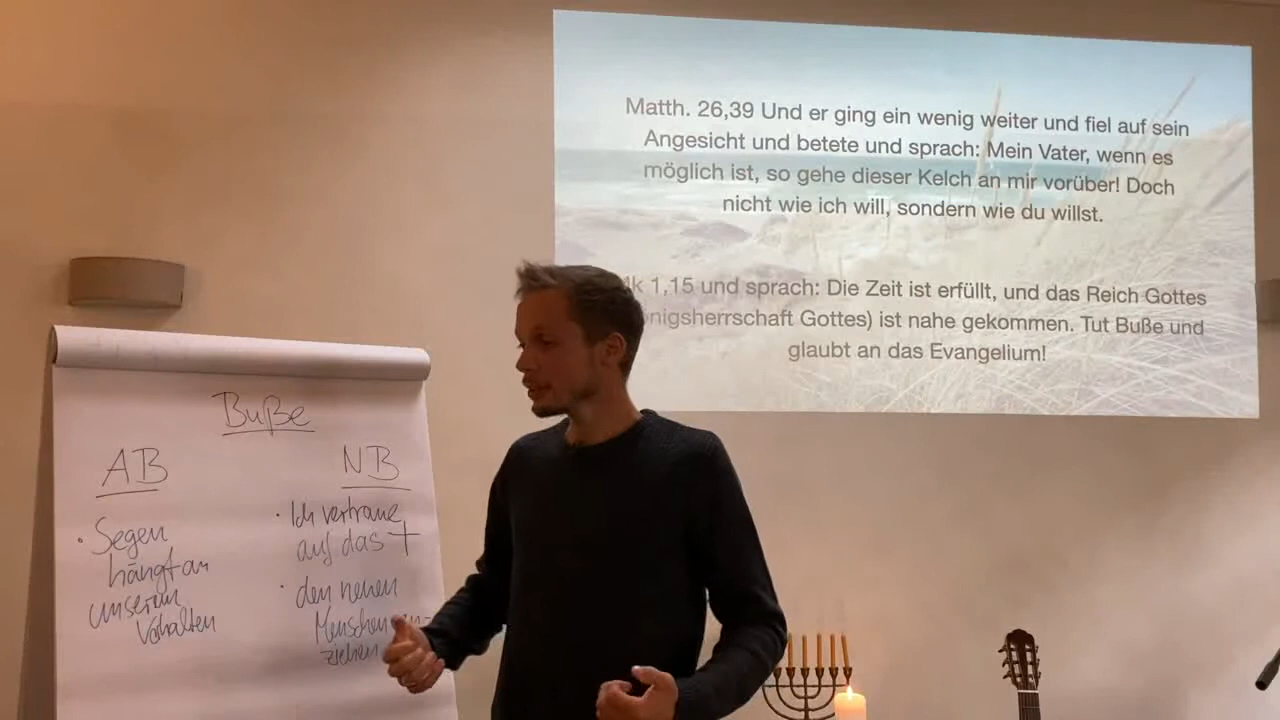 Matth. 26,39 Und er ging ein wenig weiter und fiel auf sein
Angesicht und betete und sprach: Mein Vater, wenn es
möglich ist, so gehe dieser Kelch an mir vorüber! Doch
nicht wie ich will, sondern wie du willst.
1,15 und sprach: Die Zeit ist erfüllt, und das Reich Gottes
önigsherrschaft Gottes) ist nahe gekommen. Tut Buße und
glaubt an das Evangelium!
Buße
AB
• Segen
hängt an
unserem
Verhalten
NB
• Ich vertraue
auf das †
• den neuen
Menschen
ziehen